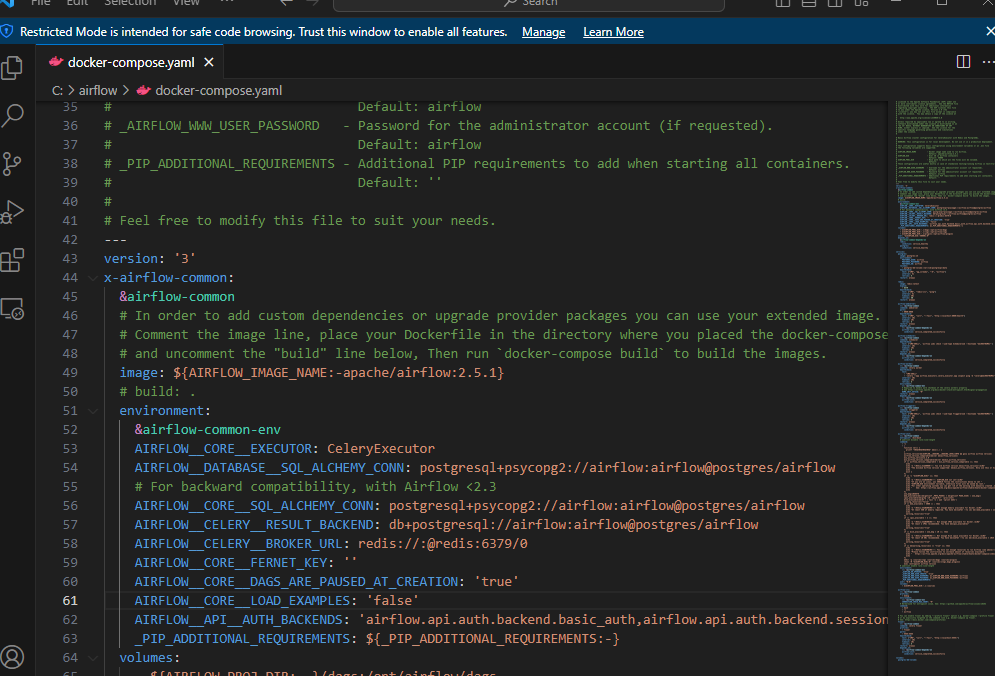 File Edit Selection View ··· Search
Restricted Mode is intended for safe code browsing. Trust this window to enable all features. Manage Learn More
docker-compose.yaml
C: > airflow > docker-compose.yaml
35 # Default: airflow
36 # _AIRFLOW_WWW_USER_PASSWORD - Password for the administrator account (if requested).
37 # Default: airflow
38 # _PIP_ADDITIONAL_REQUIREMENTS - Additional PIP requirements to add when starting all containers.
39 # Default: ''
40 #
41 # Feel free to modify this file to suit your needs.
42 ---
43 version: '3'
44 x-airflow-common:
45 &airflow-common
46 # In order to add custom dependencies or upgrade provider packages you can use your extended image.
47 # Comment the image line, place your Dockerfile in the directory where you placed the docker-compose
48 # and uncomment the "build" line below, Then run `docker-compose build` to build the images.
49 image: ${AIRFLOW_IMAGE_NAME:-apache/airflow:2.5.1}
50 # build: .
51 environment:
52 &airflow-common-env
53 AIRFLOW__CORE__EXECUTOR: CeleryExecutor
54 AIRFLOW__DATABASE__SQL_ALCHEMY_CONN: postgresql+psycopg2://airflow:airflow@postgres/airflow
55 # For backward compatibility, with Airflow <2.3
56 AIRFLOW__CORE__SQL_ALCHEMY_CONN: postgresql+psycopg2://airflow:airflow@postgres/airflow
57 AIRFLOW__CELERY__RESULT_BACKEND: db+postgresql://airflow:airflow@postgres/airflow
58 AIRFLOW__CELERY__BROKER_URL: redis://:@redis:6379/0
59 AIRFLOW__CORE__FERNET_KEY: ''
60 AIRFLOW__CORE__DAGS_ARE_PAUSED_AT_CREATION: 'true'
61 AIRFLOW__CORE__LOAD_EXAMPLES: 'false'
62 AIRFLOW__API__AUTH_BACKENDS: 'airflow.api.auth.backend.basic_auth,airflow.api.auth.backend.session
63 _PIP_ADDITIONAL_REQUIREMENTS: ${_PIP_ADDITIONAL_REQUIREMENTS:-}
64 volumes:
65 - ${AIRFLOW_PROJ_DIR:-.}/dags:/opt/airflow/dags